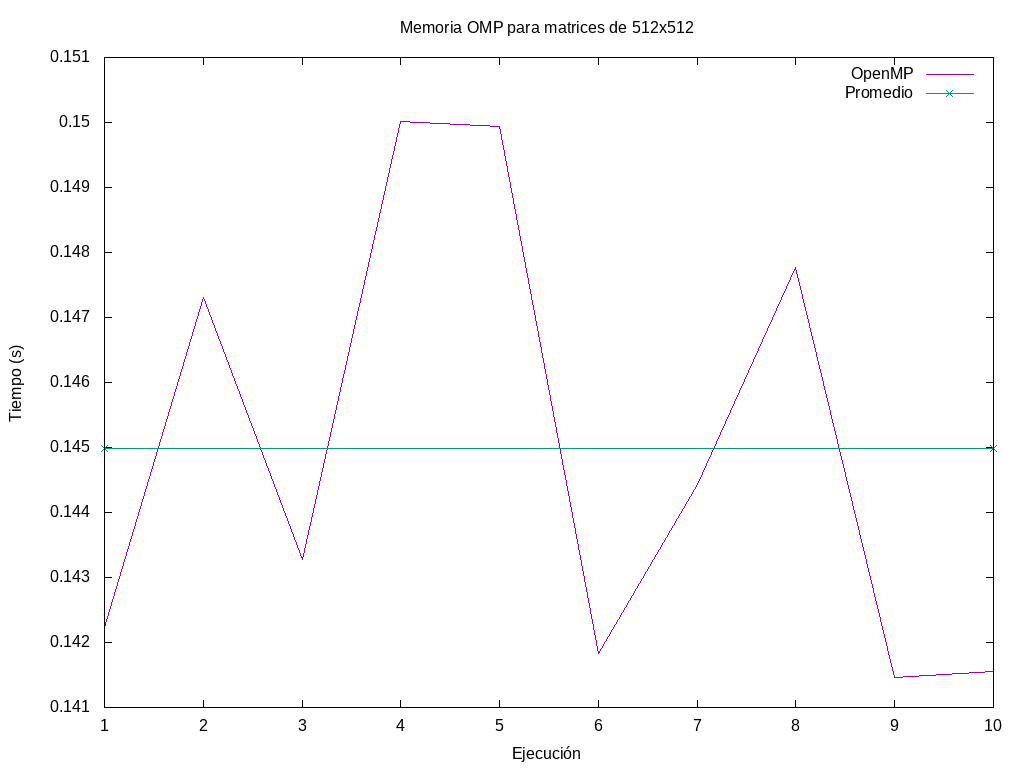 Memoria OMP para matrices de 512x512
OpenMP
Promedio
0.151
0.15
0.149
0.148
0.147
0.146
0.145
0.144
0.143
0.142
0.141
Tiempo (s)
1 2 3 4 5 6 7 8 9 10
Ejecución